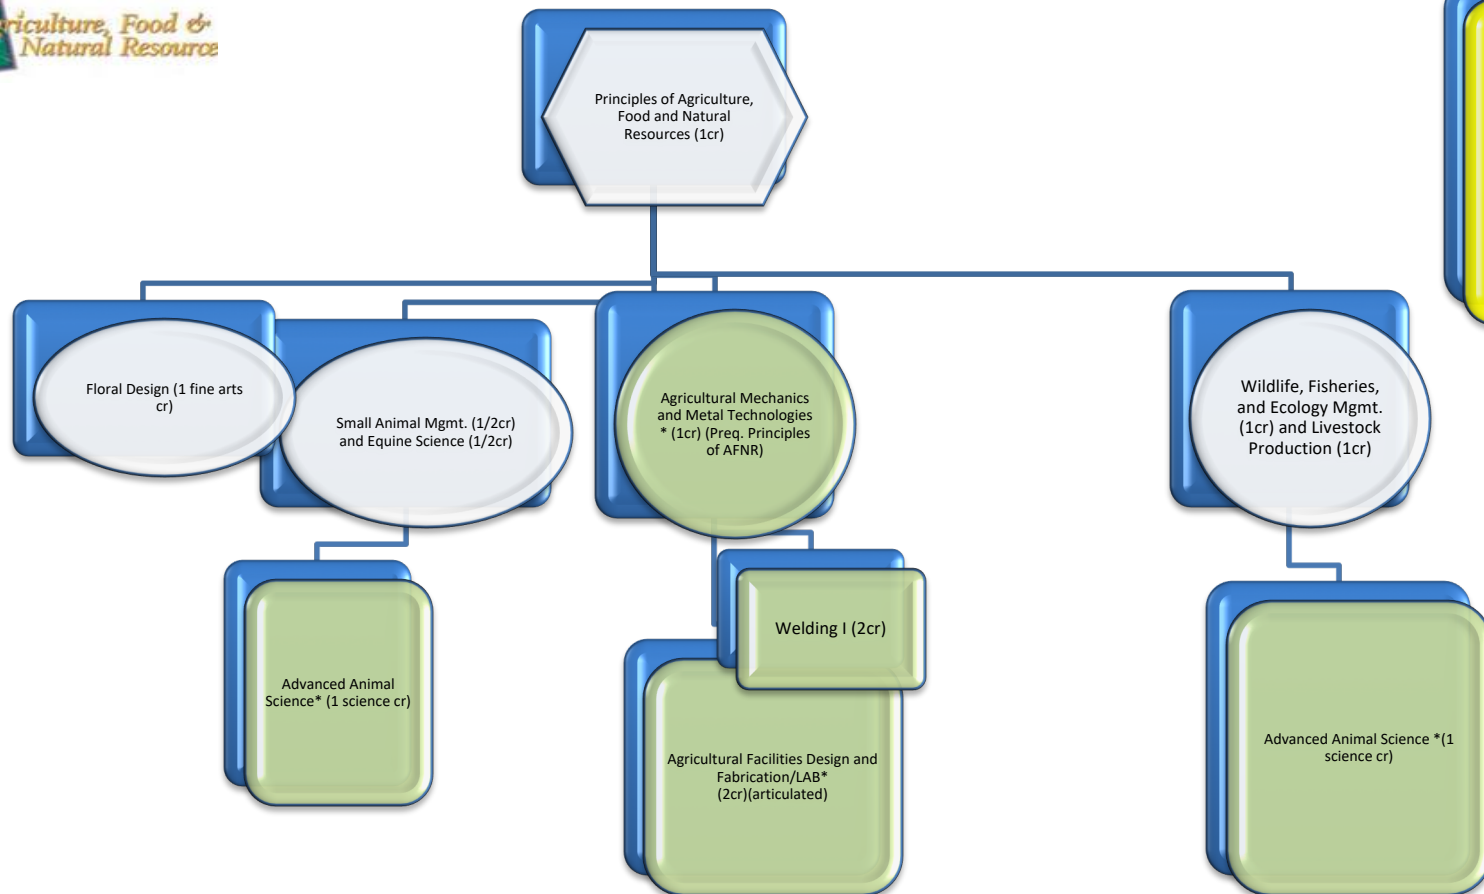 riculture, Food &
Natural Resource
Principles of Agriculture,
Food and Natural
Resources (1cr)
Floral Design (1 fine arts
cr)
Small Animal Mgmt. (1/2cr)
and Equine Science (1/2cr)
Agricultural Mechanics
and Metal Technologies
* (1cr) (Preq. Principles
of AFNR)
Wildlife, Fisheries,
and Ecology Mgmt.
(1cr) and Livestock
Production (1cr)
Advanced Animal
Science* (1 science cr)
Welding I (2cr)
Agricultural Facilities Design and
Fabrication/LAB*
(2cr)(articulated)
Advanced Animal Science *(1
science cr)